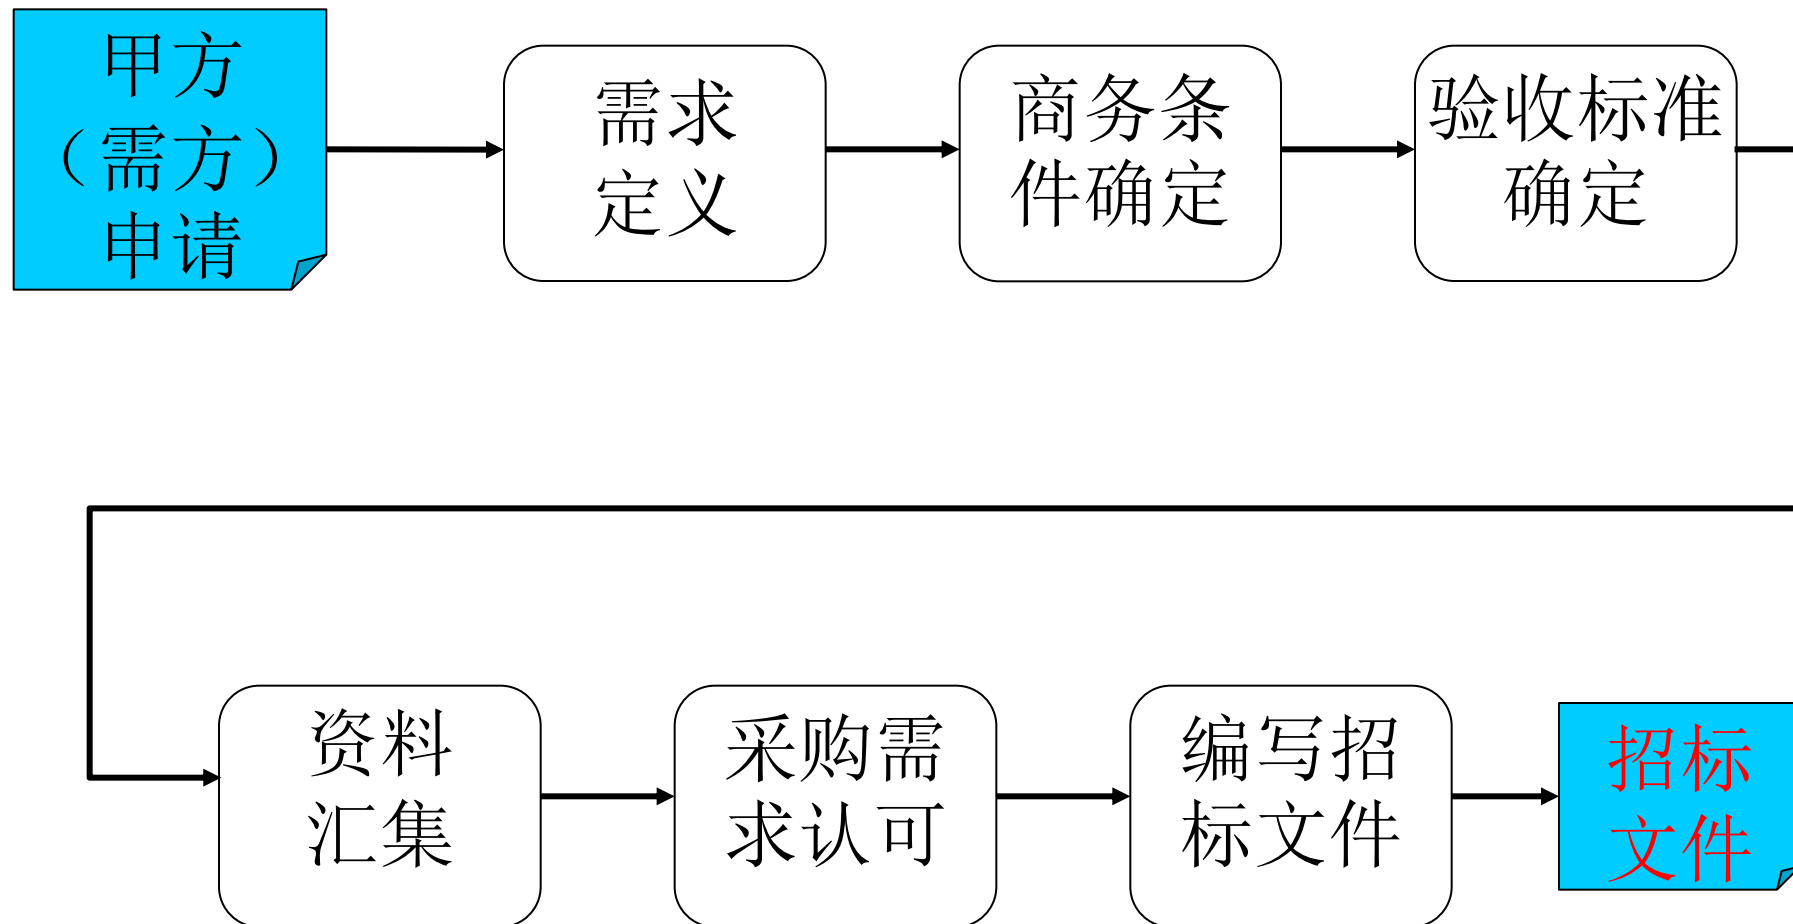 甲方
（需方）
申请
需求
定义
商务条
件确定
验收标准
确定
资料
汇集
采购需
求认可
编写招
标文件
招标
文件